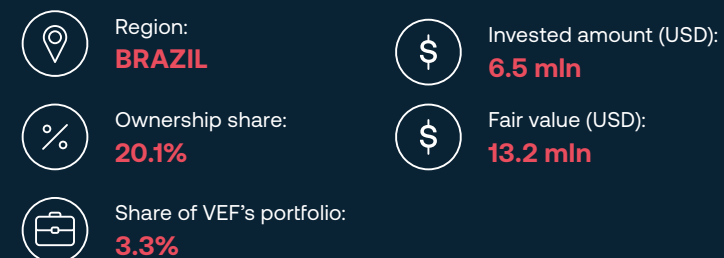 Region:
BRAZIL
Invested amount (USD):
6.5 mln
Ownership share:
20.1%
Fair value (USD):
13.2 mln
Share of VEF's portfolio:
3.3%